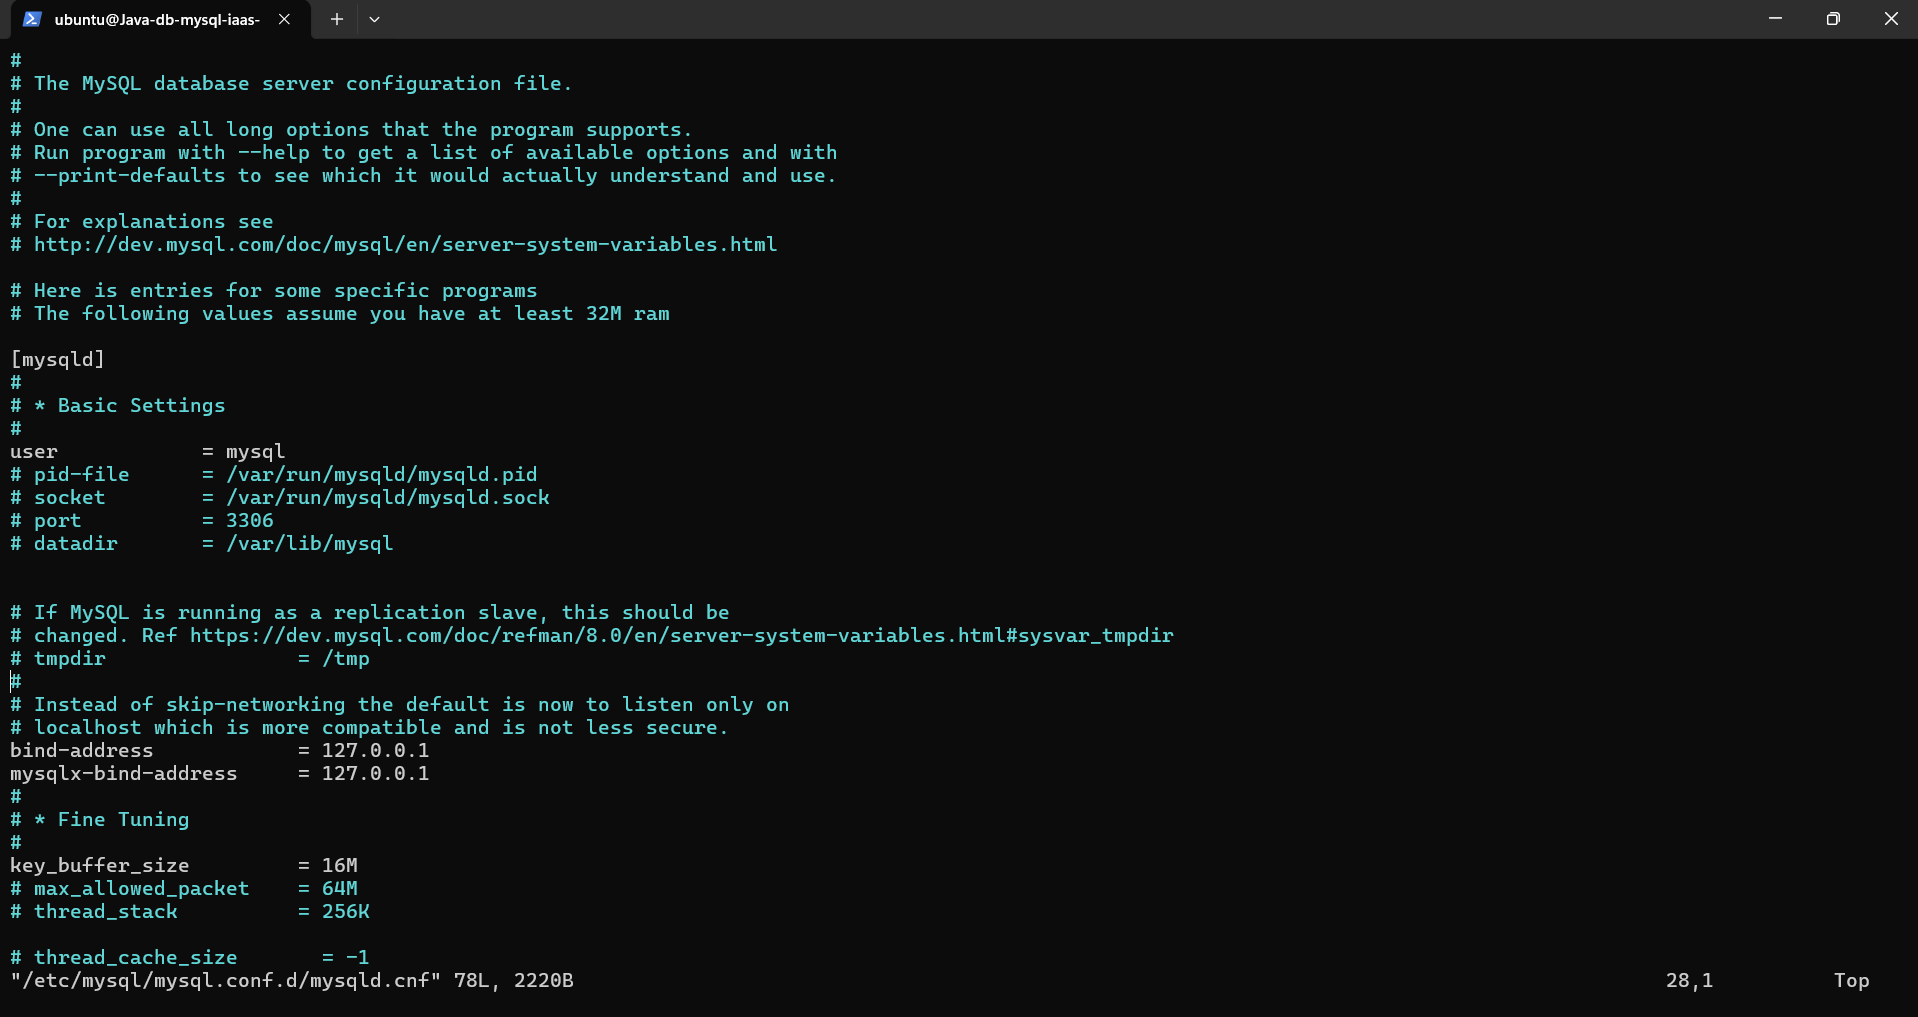 ubuntu@Java-db-mysql-iaas-
#
# The MySQL database server configuration file.
#
# One can use all long options that the program supports.
# Run program with --help to get a list of available options and with
# --print-defaults to see which it would actually understand and use.
#
# For explanations see
# http://dev.mysql.com/doc/mysql/en/server-system-variables.html

# Here is entries for some specific programs
# The following values assume you have at least 32M ram

[mysqld]
#
# * Basic Settings
#
user            = mysql
# pid-file      = /var/run/mysqld/mysqld.pid
# socket        = /var/run/mysqld/mysqld.sock
# port          = 3306
# datadir       = /var/lib/mysql


# If MySQL is running as a replication slave, this should be
# changed. Ref https://dev.mysql.com/doc/refman/8.0/en/server-system-variables.html#sysvar_tmpdir
# tmpdir                = /tmp
#
# Instead of skip-networking the default is now to listen only on
# localhost which is more compatible and is not less secure.
bind-address            = 127.0.0.1
mysqlx-bind-address     = 127.0.0.1
#
# * Fine Tuning
#
key_buffer_size         = 16M
# max_allowed_packet    = 64M
# thread_stack          = 256K

# thread_cache_size       = -1
"/etc/mysql/mysql.conf.d/mysqld.cnf" 78L, 2220B 28,1 Top